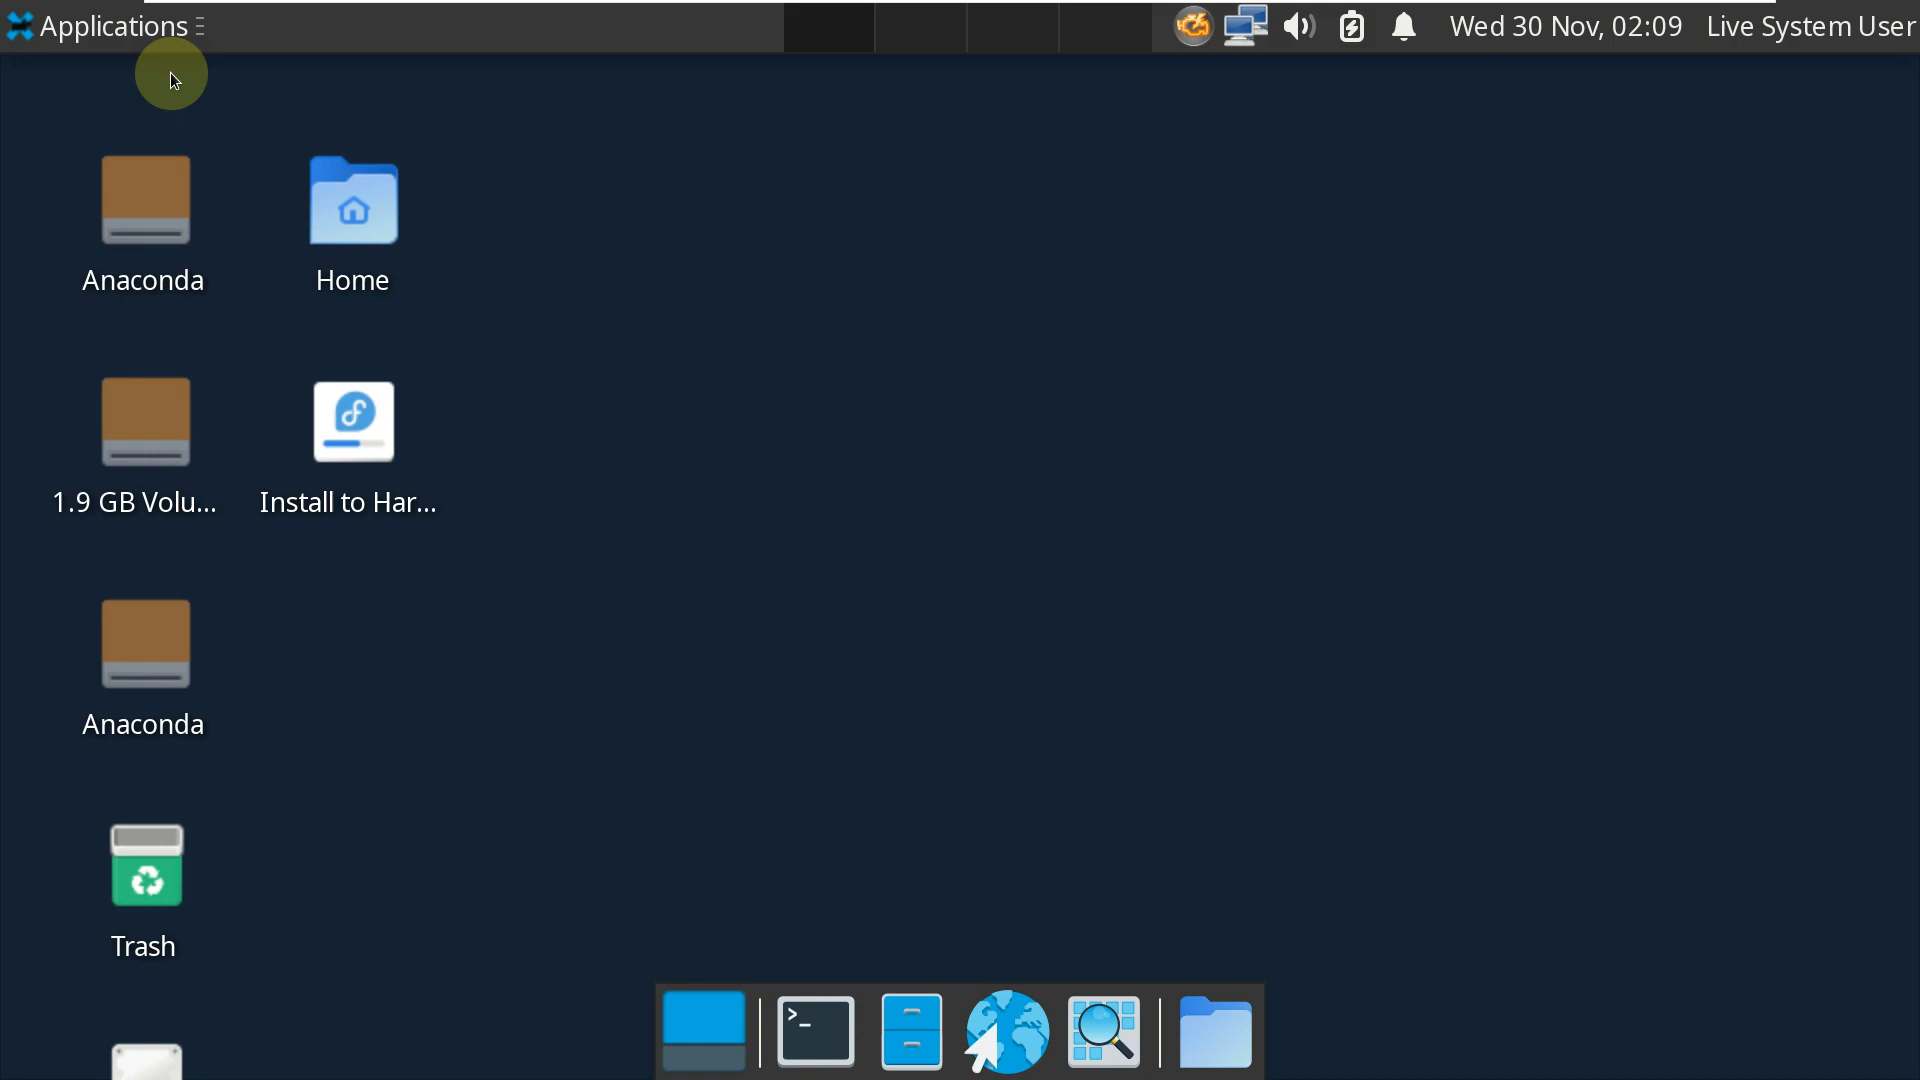 Applications
Wed 30 Nov, 02:09
Live System User
Anaconda
Home
1.9 GB Volu...
Install to Har...
Anaconda
Trash
>_